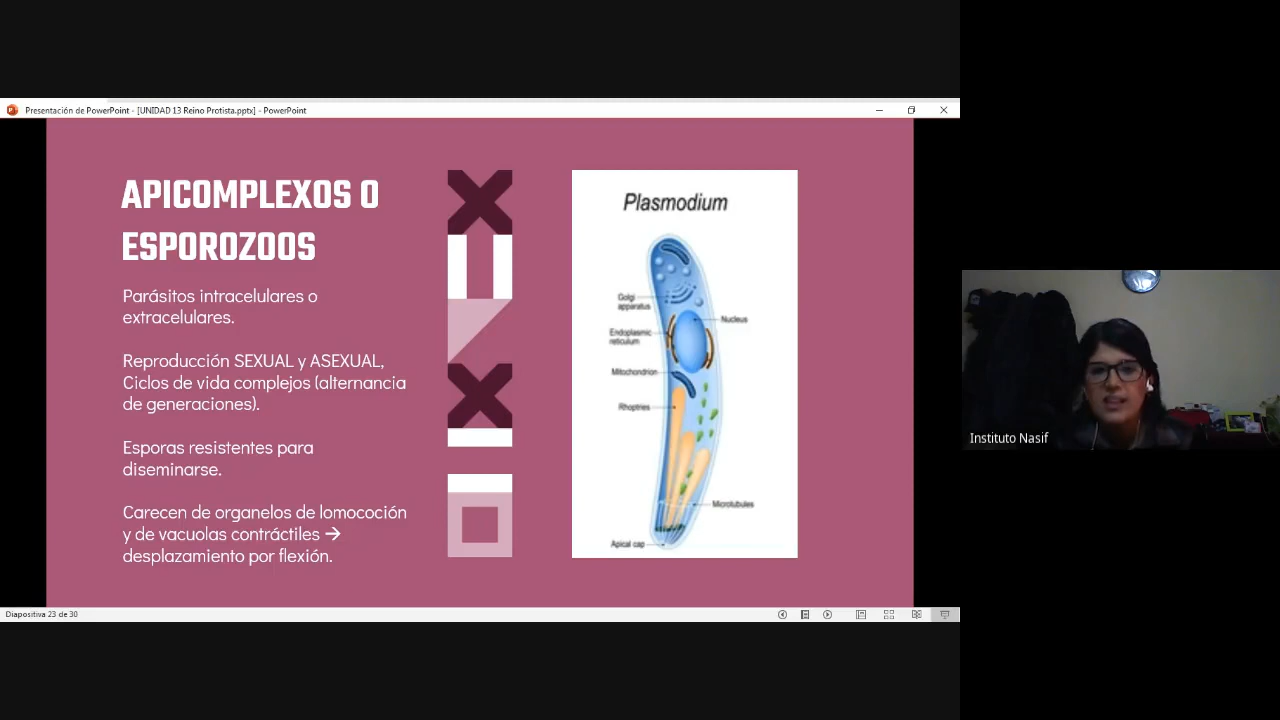 Presentación de PowerPoint - [UNIDAD 13 Reino Protista.pptx] - PowerPoint
APICOMPLEXOS O
ESPOROZOOS
Parásitos intracelulares o
extracelulares.
Reproducción SEXUAL y ASEXUAL,
Ciclos de vida complejos (alternancia
de generaciones).
Esporas resistentes para
diseminarse.
Carecen de organelos de lomococión
y de vacuolas contráctiles →
desplazamiento por flexión.
Plasmodium
Golgi
apparatus
Nucleus
Endoplasmic
reticulum
Mitochondrion
Rhoptries
Microtubules
Apical cap
Instituto Nasif
Diapositiva 23 de 30